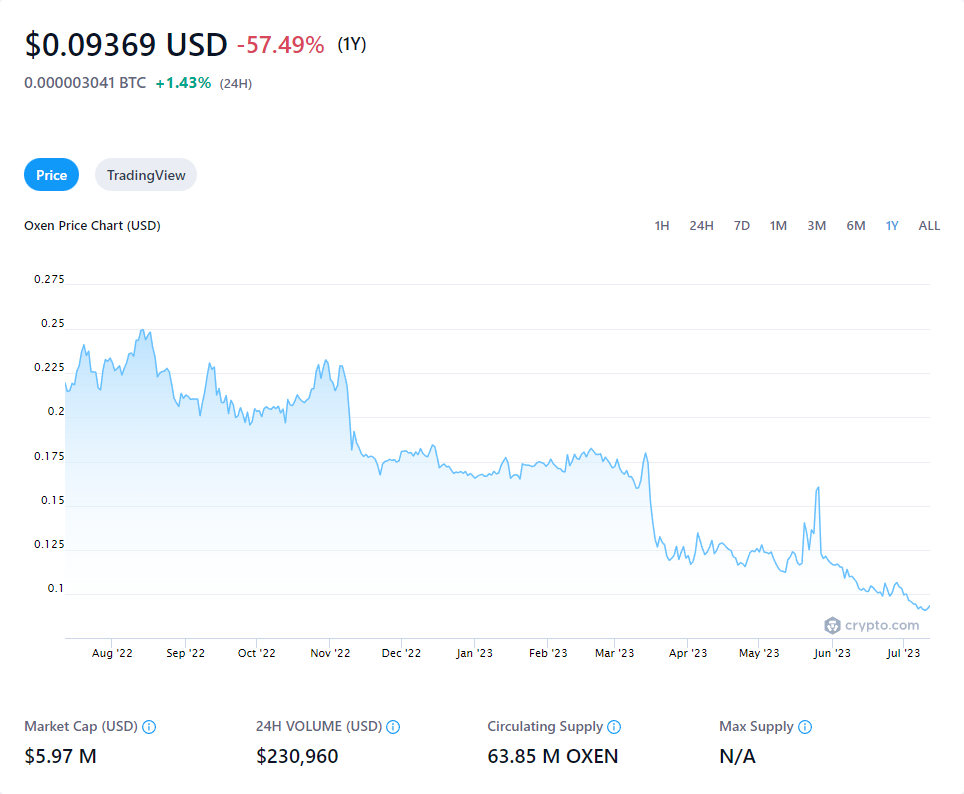 $0.09369 USD -57.49% (1Y)
0.000003041 BTC +1.43% (24H)
Price TradingView
Oxen Price Chart (USD) 1H 24H 7D 1M 3M 6M 1Y ALL
0.275
0.25
0.225
0.2
0.175
0.15
0.125
0.1
crypto.com
Aug '22 Sep '22 Oct '22 Nov '22 Dec '22 Jan '23 Feb '23 Mar '23 Apr '23 May '23 Jun '23 Jul '23
Market Cap (USD) 24H VOLUME (USD) Circulating Supply Max Supply
$5.97 M $230,960 63.85 M OXEN N/A